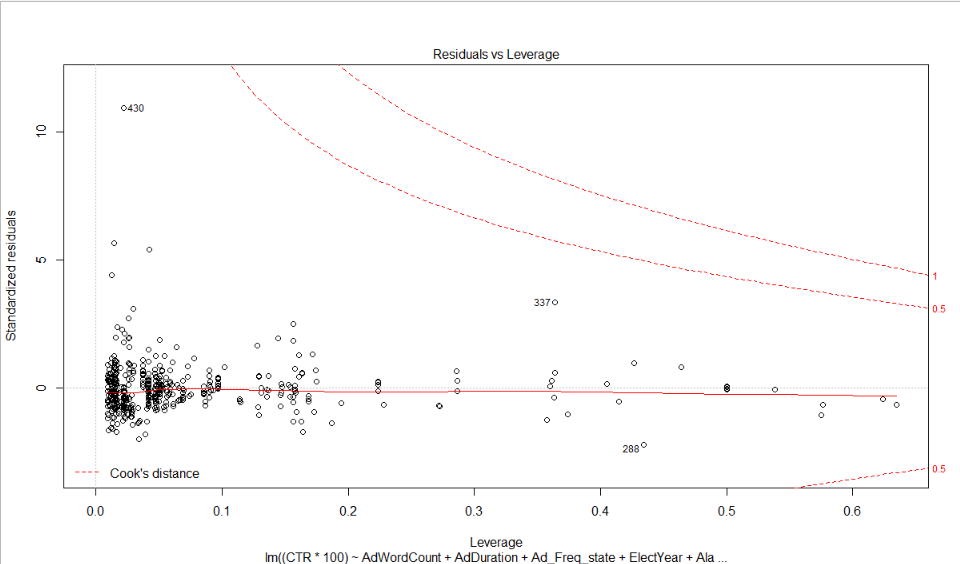 Residuals vs Leverage
430
10
5
337
1
0.5
0
288
0.5
Cook's distance
0.0 0.1 0.2 0.3 0.4 0.5 0.6
Standardized residuals
Leverage
lm((CTR * 100) ~ AdWordCount + AdDuration + Ad_Freq_state + ElectYear + Ala ...